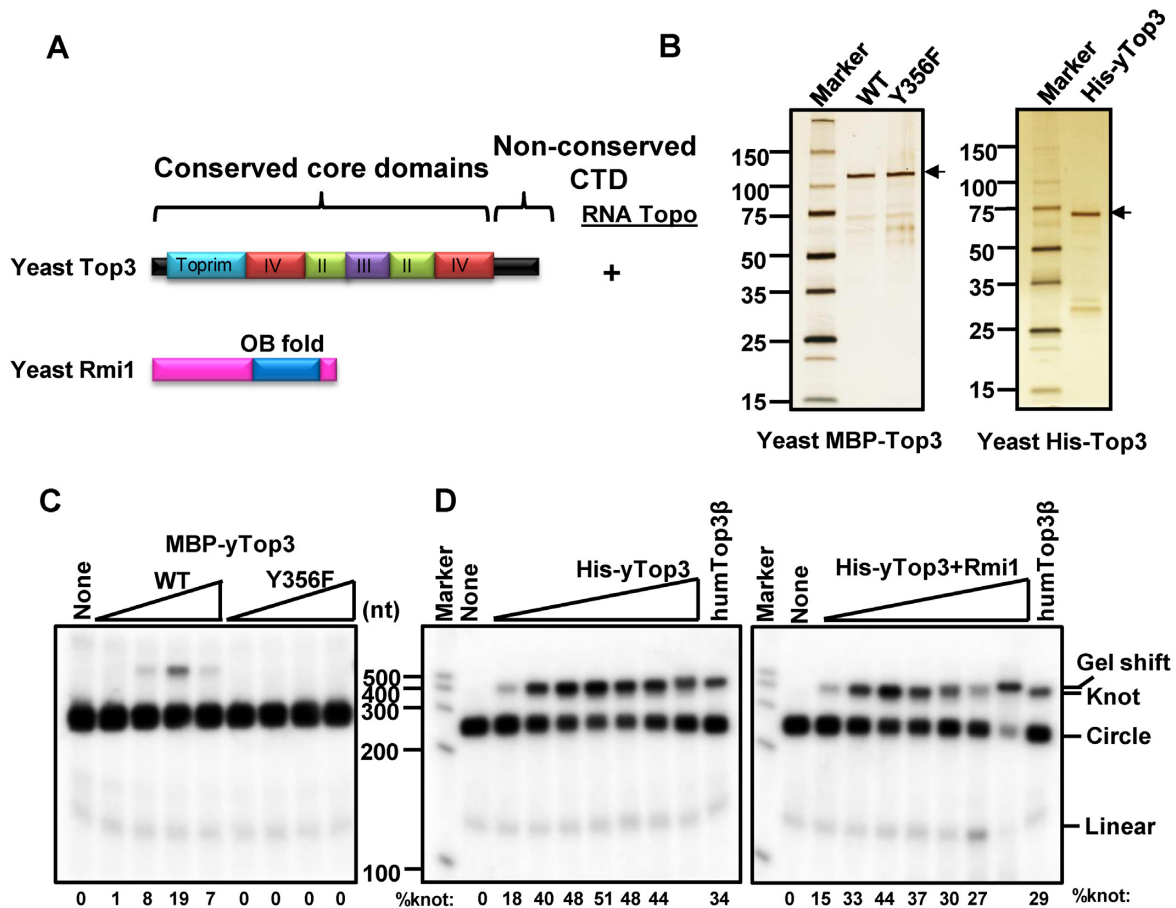 A
Conserved core domains
Non-conserved
CTD
RNA Topo
Yeast Top3
Toprim
IV
II
III
II
IV
+
OB fold
Yeast Rmi1
B
Marker
WT
Y356F
150
100
75
50
35
25
15
Yeast MBP-Top3
Marker
His-yTop3
150
100
75
50
35
25
15
Yeast His-Top3
C
MBP-yTop3
None
WT
Y356F
(nt)
500
400
300
200
100
0 1 8 19 7 0 0 0 0
D
Marker
None
His-yTop3
humTop3β
%knot: 0 18 40 48 51 48 44 34
Marker
None
His-yTop3+Rmi1
humTop3β
Gel shift
Knot
Circle
Linear
0 15 33 44 37 30 27 29 %knot: